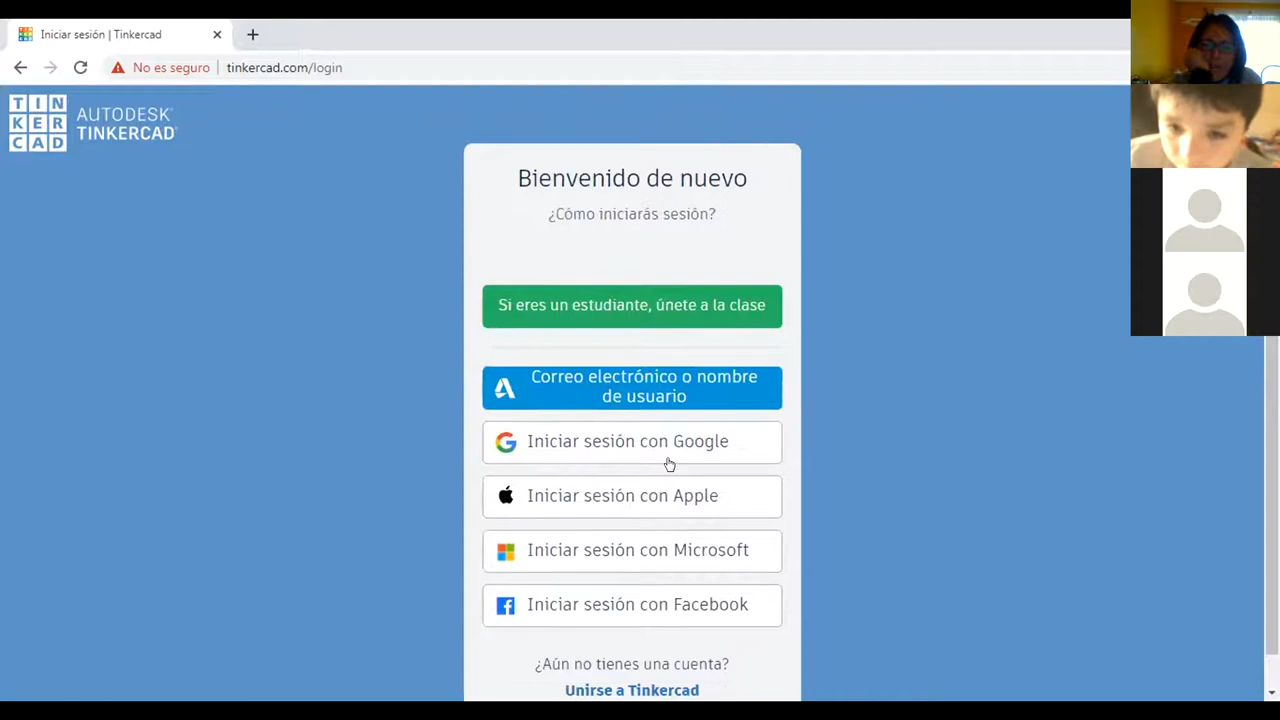 Iniciar sesión | Tinkercad
No es seguro
tinkercad.com/login
TIN
KER
CAD
AUTODESK®
TINKERCAD®
Bienvenido de nuevo
¿Cómo iniciarás sesión?
Si eres un estudiante, únete a la clase
Correo electrónico o nombre
de usuario
Iniciar sesión con Google
Iniciar sesión con Apple
Iniciar sesión con Microsoft
Iniciar sesión con Facebook
¿Aún no tienes una cuenta?
Unirse a Tinkercad